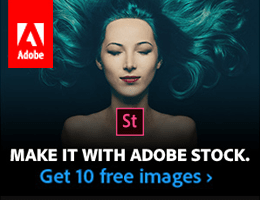 Adobe
St
MAKE IT WITH ADOBE STOCK.
Get 10 free images ›